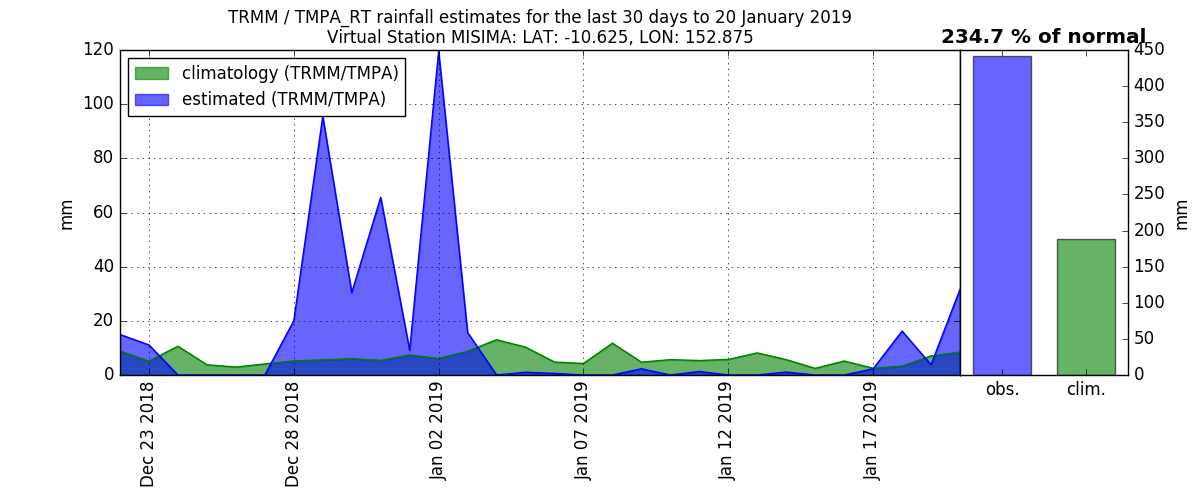 TRMM / TMPA_RT rainfall estimates for the last 30 days to 20 January 2019
Virtual Station MISIMA: LAT: -10.625, LON: 152.875
234.7 % of normal
climatology (TRMM/TMPA)
estimated (TRMM/TMPA)
120
100
80
60
40
20
0
mm
Dec 23 2018
Dec 28 2018
Jan 02 2019
Jan 07 2019
Jan 12 2019
Jan 17 2019
obs.
clim.
450
400
350
300
250
200
150
100
50
0
mm